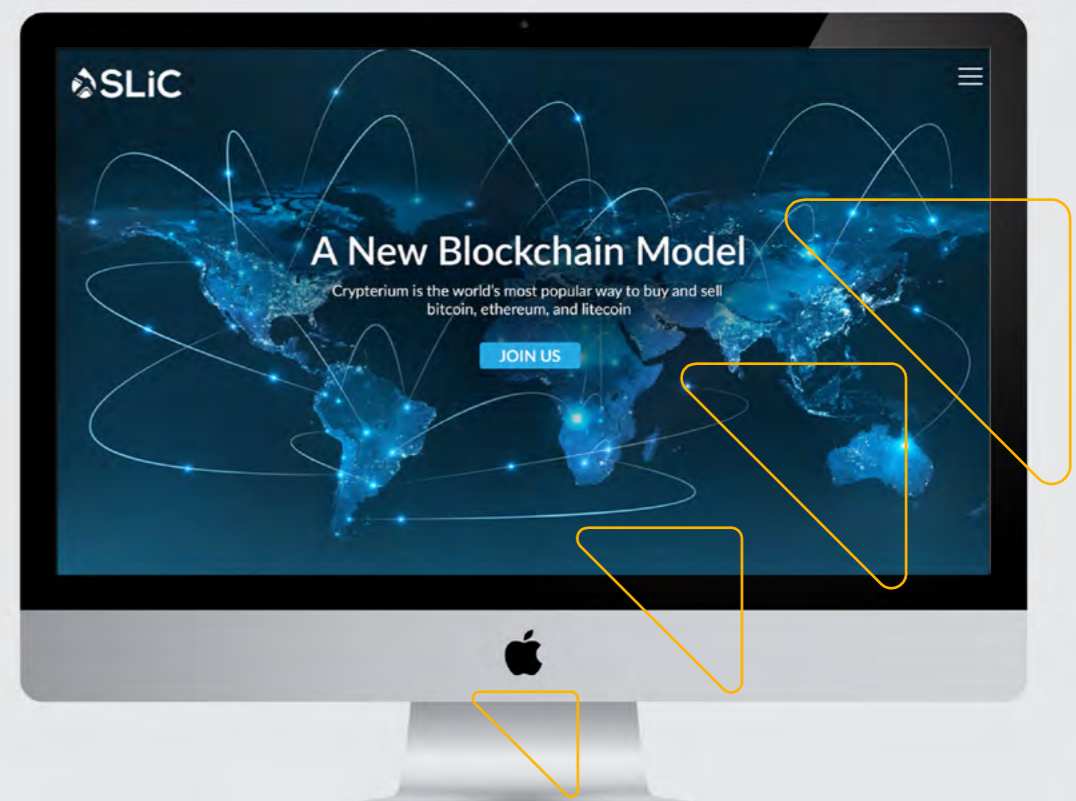 SLiC
A New Blockchain Model
Crypterium is the world's most popular way to buy and sell
bitcoin, ethereum, and litecoin
JOIN US